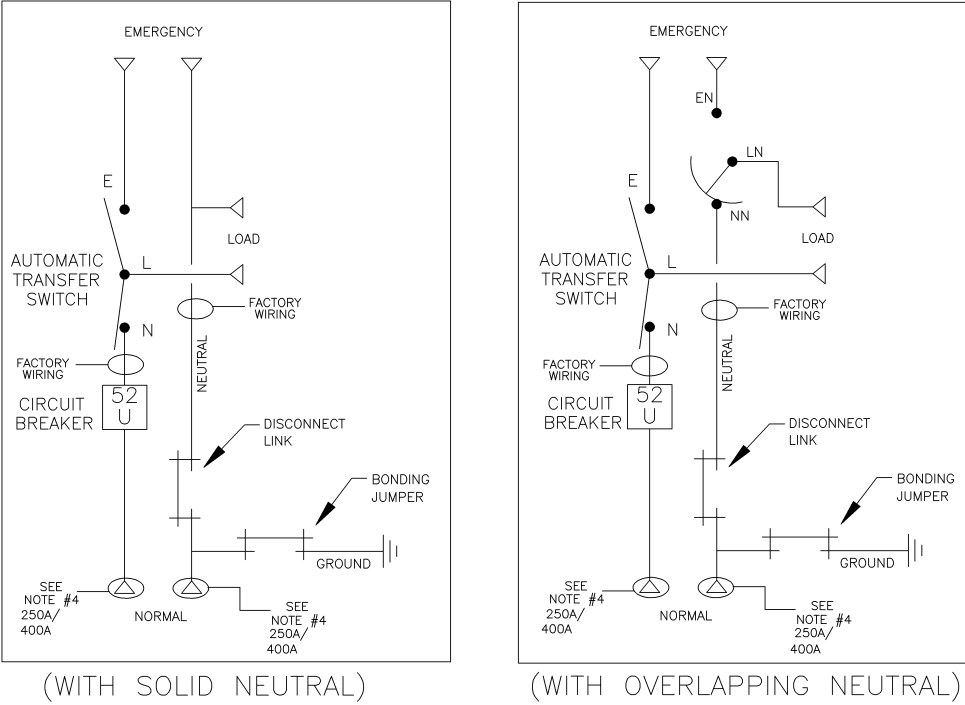 EMERGENCY
E
LOAD
AUTOMATIC
TRANSFER
SWITCH
L
FACTORY
WIRING
N
NEUTRAL
FACTORY
WIRING
52
U
CIRCUIT
BREAKER
DISCONNECT
LINK
BONDING
JUMPER
GROUND
SEE
NOTE #4
250A/
400A
NORMAL
SEE
NOTE #4
250A/
400A
(WITH SOLID NEUTRAL)
EMERGENCY
EN
LN
E
NN
LOAD
AUTOMATIC
TRANSFER
SWITCH
L
FACTORY
WIRING
N
NEUTRAL
FACTORY
WIRING
52
U
CIRCUIT
BREAKER
DISCONNECT
LINK
BONDING
JUMPER
GROUND
SEE
NOTE #4
250A/
400A
NORMAL
SEE
NOTE #4
250A/
400A
(WITH OVERLAPPING NEUTRAL)